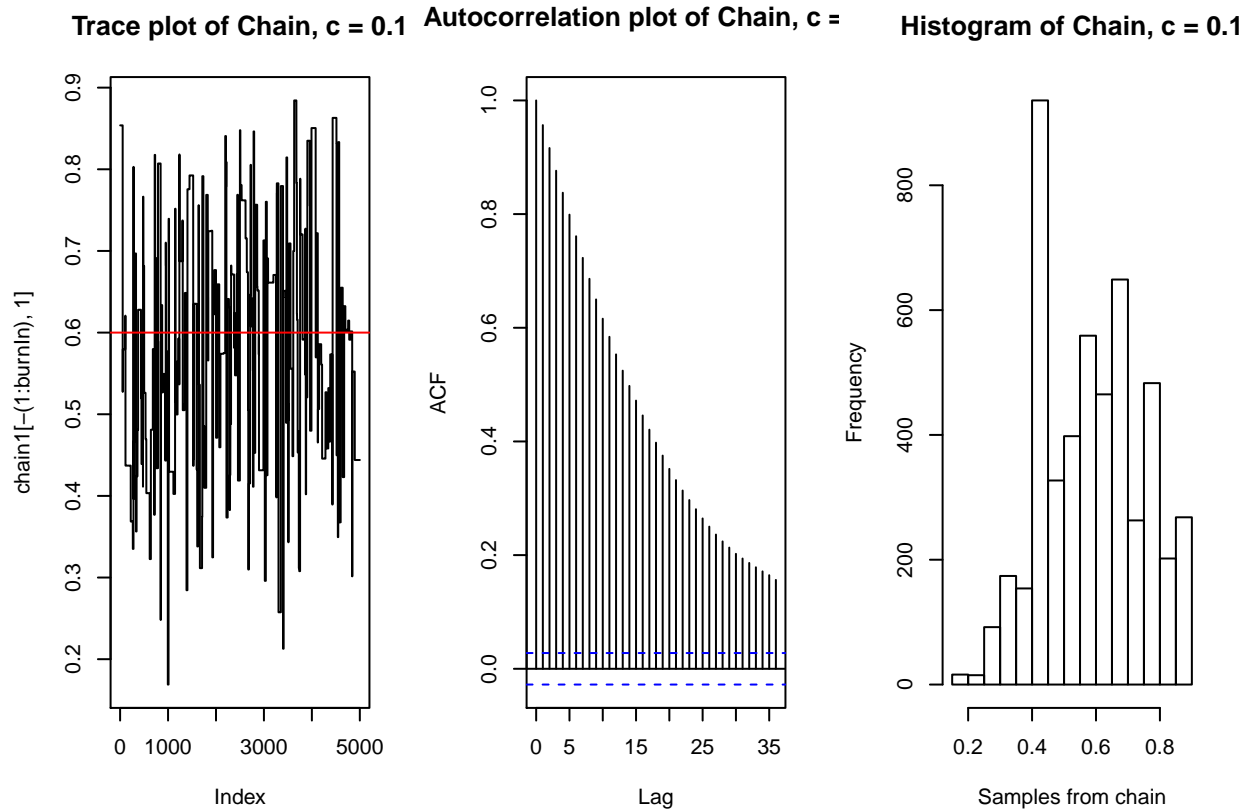 Trace plot of Chain, c = 0.1
chain1[−(1:burnIn), 1]
0.9
0.8
0.7
0.6
0.5
0.4
0.3
0.2
0 1000 3000 5000
Index
Autocorrelation plot of Chain, c =
ACF
1.0
0.8
0.6
0.4
0.2
0.0
0 5 15 25 35
Lag
Histogram of Chain, c = 0.1
Frequency
800
600
400
200
0
0.2 0.4 0.6 0.8
Samples from chain